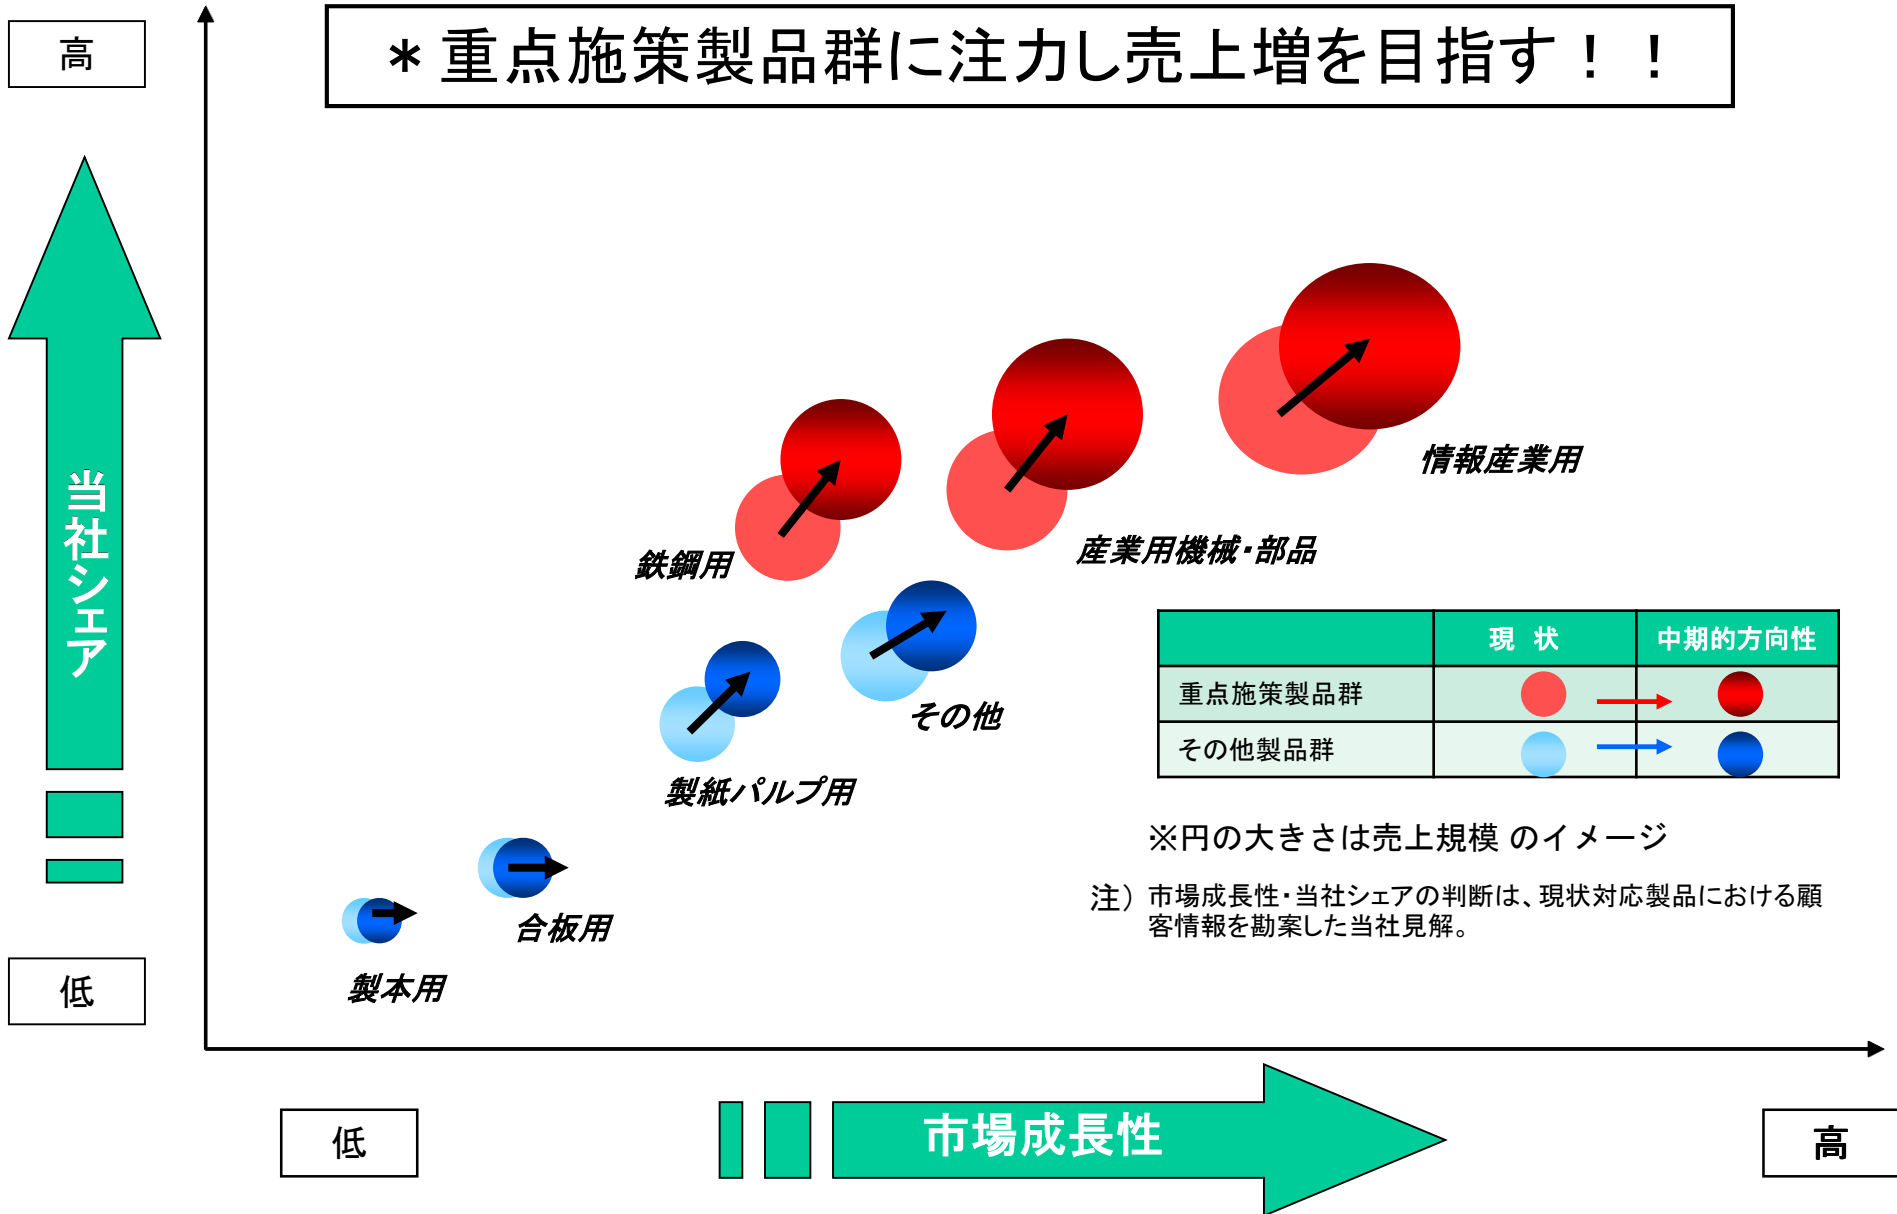 高
＊重点施策製品群に注力し売上増を目指す！！
当社シェア
情報産業用
産業用機械・部品
鉄鋼用
その他
製紙パルプ用
合板用
製本用
現 状 中期的方向性
重点施策製品群
その他製品群
※円の大きさは売上規模 のイメージ
注） 市場成長性・当社シェアの判断は、現状対応製品における顧
客情報を勘案した当社見解。
低
低
市場成長性
高